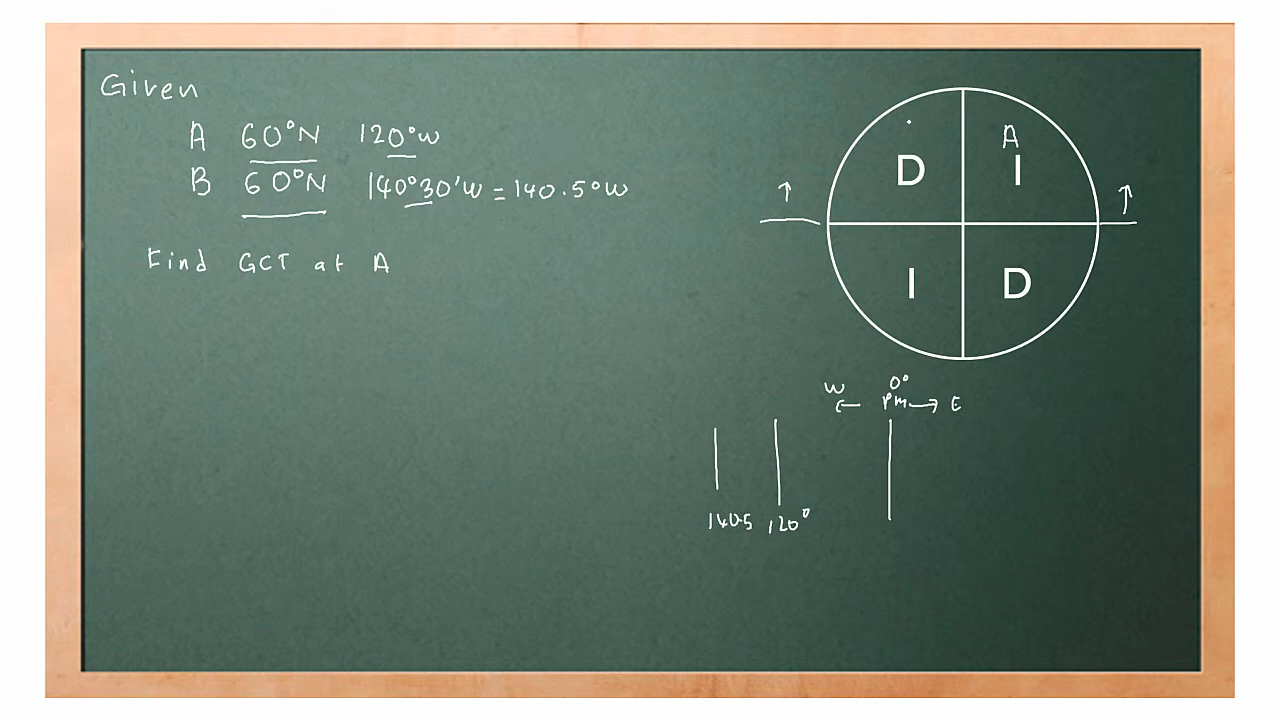 Given
A 60°N 120°W
B 60°N 140°30'W = 140.5°W
Find GCT at A
A
D I
I D
W 0° E
PM
140.5 120°